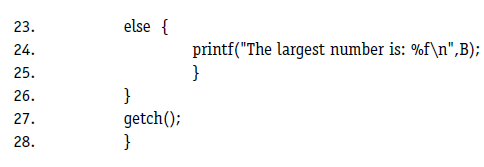 23. else {
24. printf("The largest number is: %f\n",B);
25. }
26. }
27. getch();
28. }